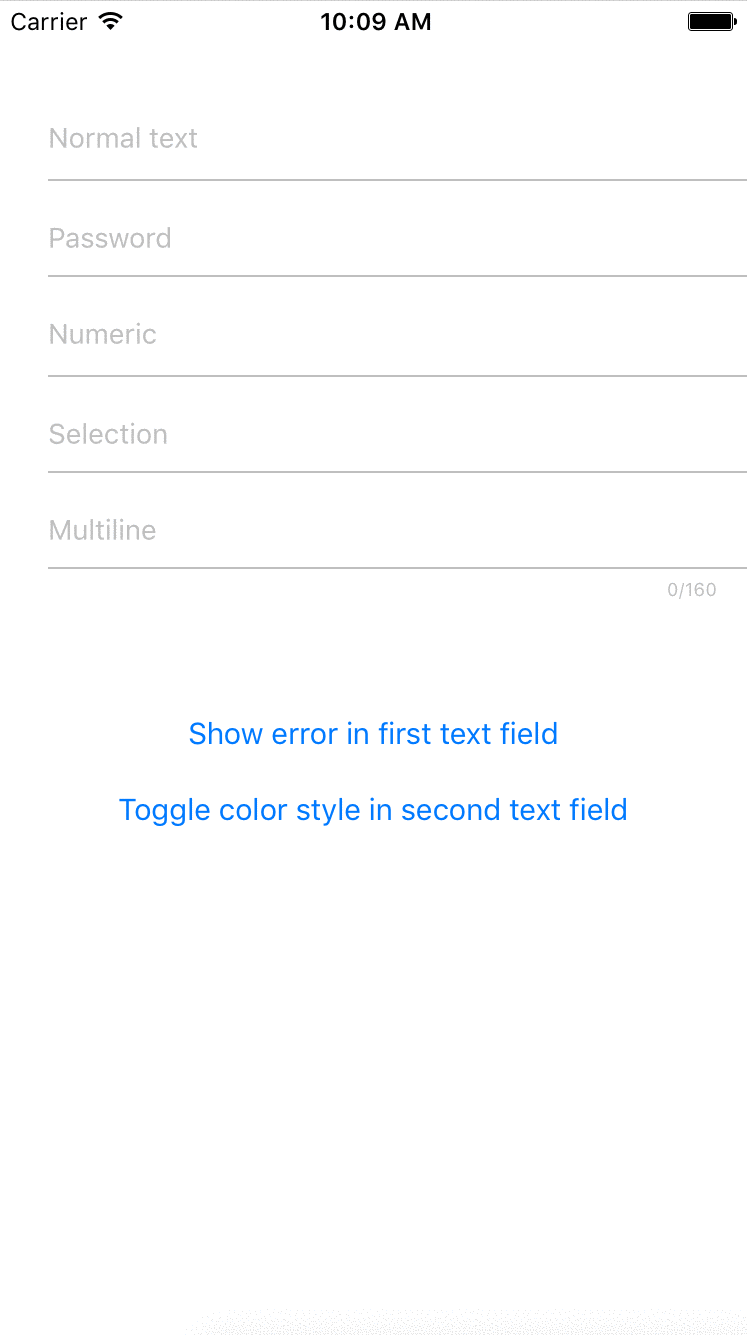 Carrier 10:09 AM
Normal text
Password
Numeric
Selection
Multiline
0/160
Show error in first text field
Toggle color style in second text field